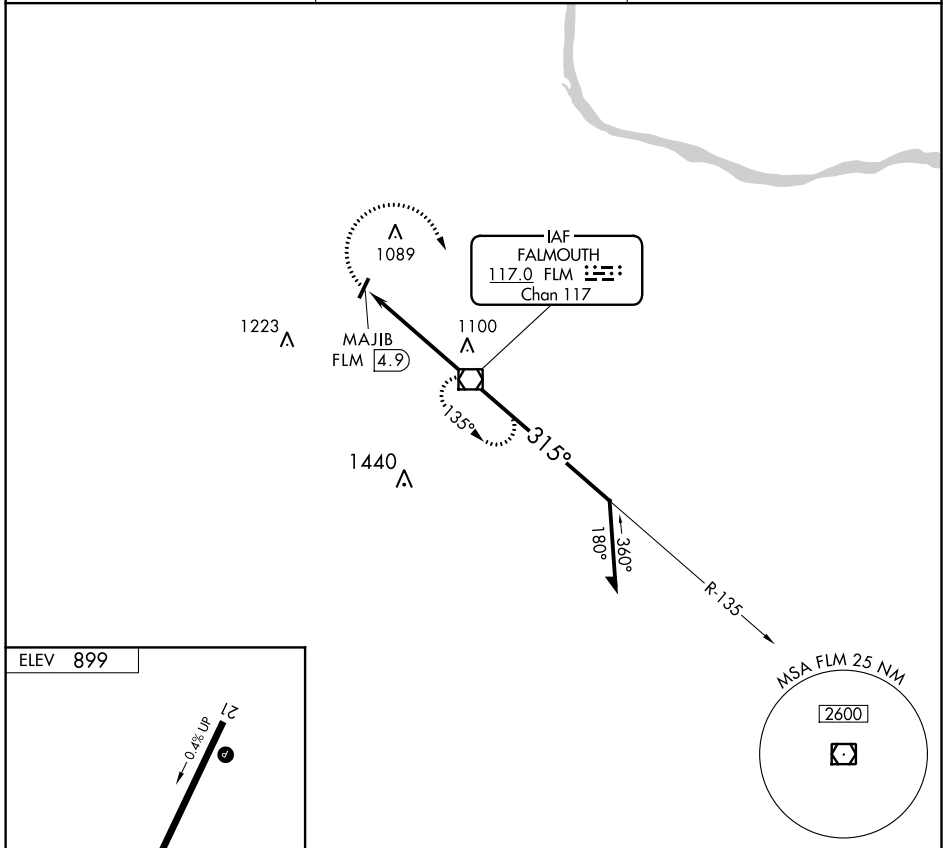 IAF
FALMOUTH
117.0 FLM
Chan 117
1089
1223
MAJIB
FLM 4.9
1100
135°
315°
1440
180°
360°
R-135
MSA FLM 25 NM
2600
ELEV 899
21
0.4% UP
P